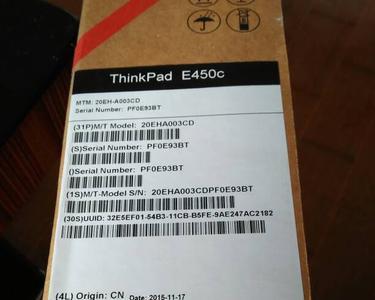 ThinkPad E450c
MTM: 20EH-A003CD
Serial Number: PF0E93BT
(31P)M/T Model: 20EHA003CD
(S)Serial Number: PF0E93BT
()Serial Number: PF0E93BT
(1S)M/T-Model S/N: 20EHA003CDPF0E93BT
(30S)UUID: 32E5EF01-54B3-11CB-B5FE-9AE247AC2182
(4L) Origin: CN Date: 2015-11-17